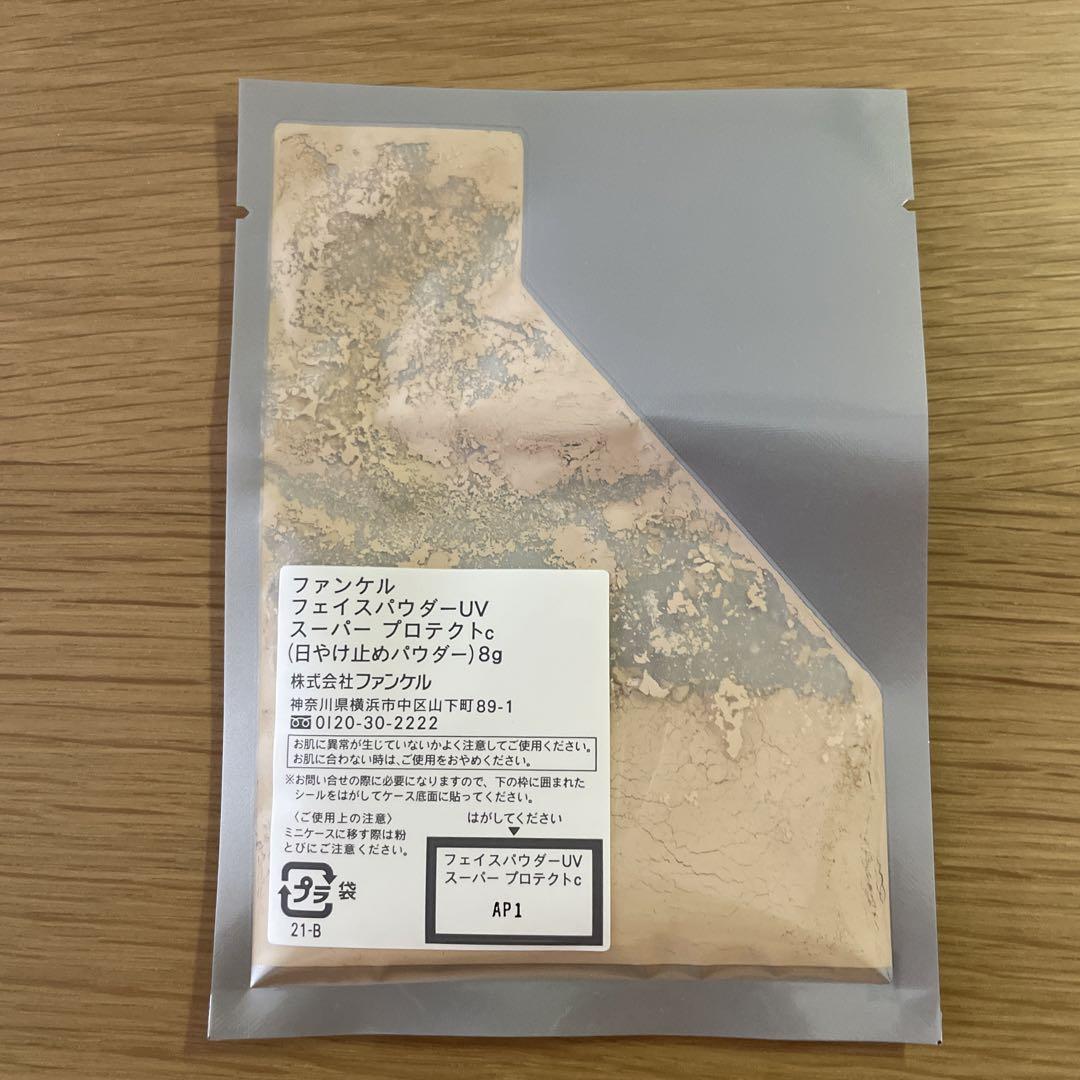 ファンケル
フェイスパウダーUV
スーパー プロテクトc
(日やけ止めパウダー)8g
株式会社ファンケル
神奈川県横浜市中区山下町89-1
0120-30-2222
お肌に異常が生じていないかよく注意してご使用ください。
お肌に合わない時は、ご使用をおやめください。
※お問い合せの際に必要になりますので、下の枠に囲まれた
シールをはがしてケース底面に貼ってください。
〈ご使用上の注意〉
ミニケースに移す際は粉
とびにご注意ください。
プラ 袋
21-B
はがしてください
▼
フェイスパウダーUV
スーパー プロテクトc
AP1